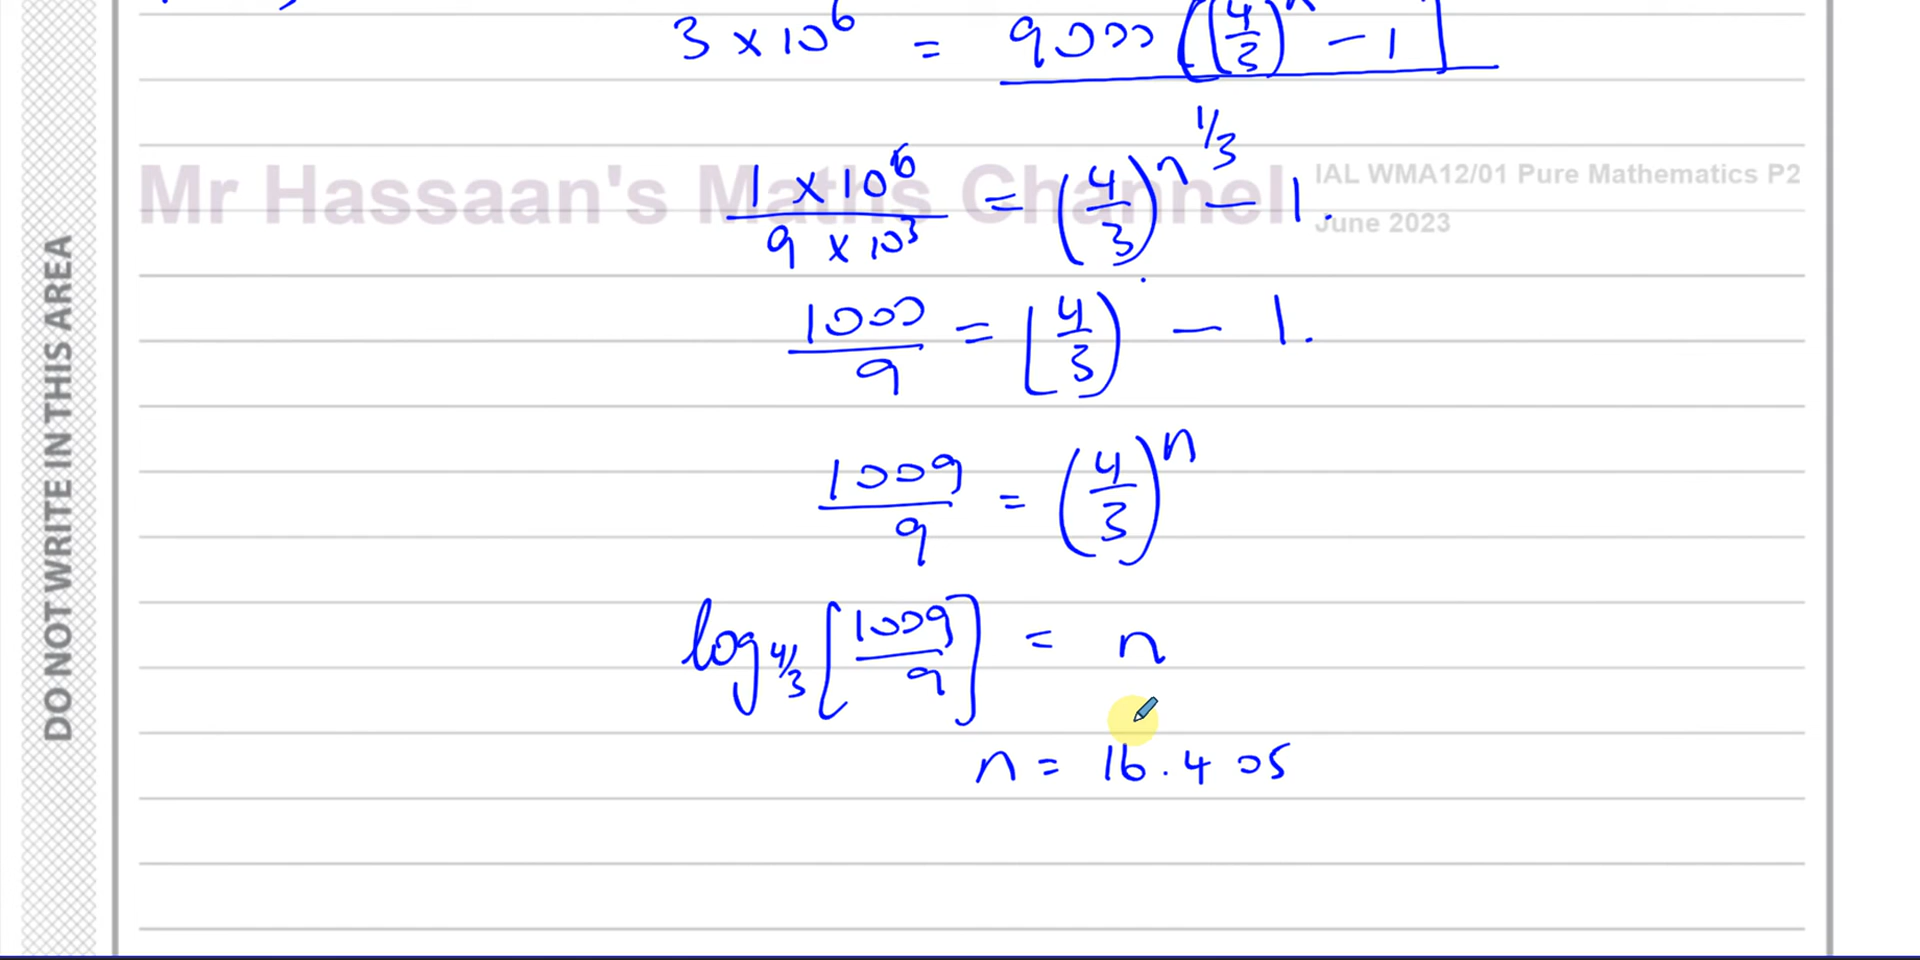 3 × 10⁶ = 9000 [(4/3)ⁿ − 1]
1/3
Mr Hassaan's Maths Channel
IAL WMA12/01 Pure Mathematics P2
June 2023
1 × 10⁶ / 9 × 10³ = (4/3)ⁿ − 1.
1000/9 = (4/3) − 1.
1009/9 = (4/3)ⁿ
log₄/₃ [1009/9] = n
n = 16.405
DO NOT WRITE IN THIS AREA